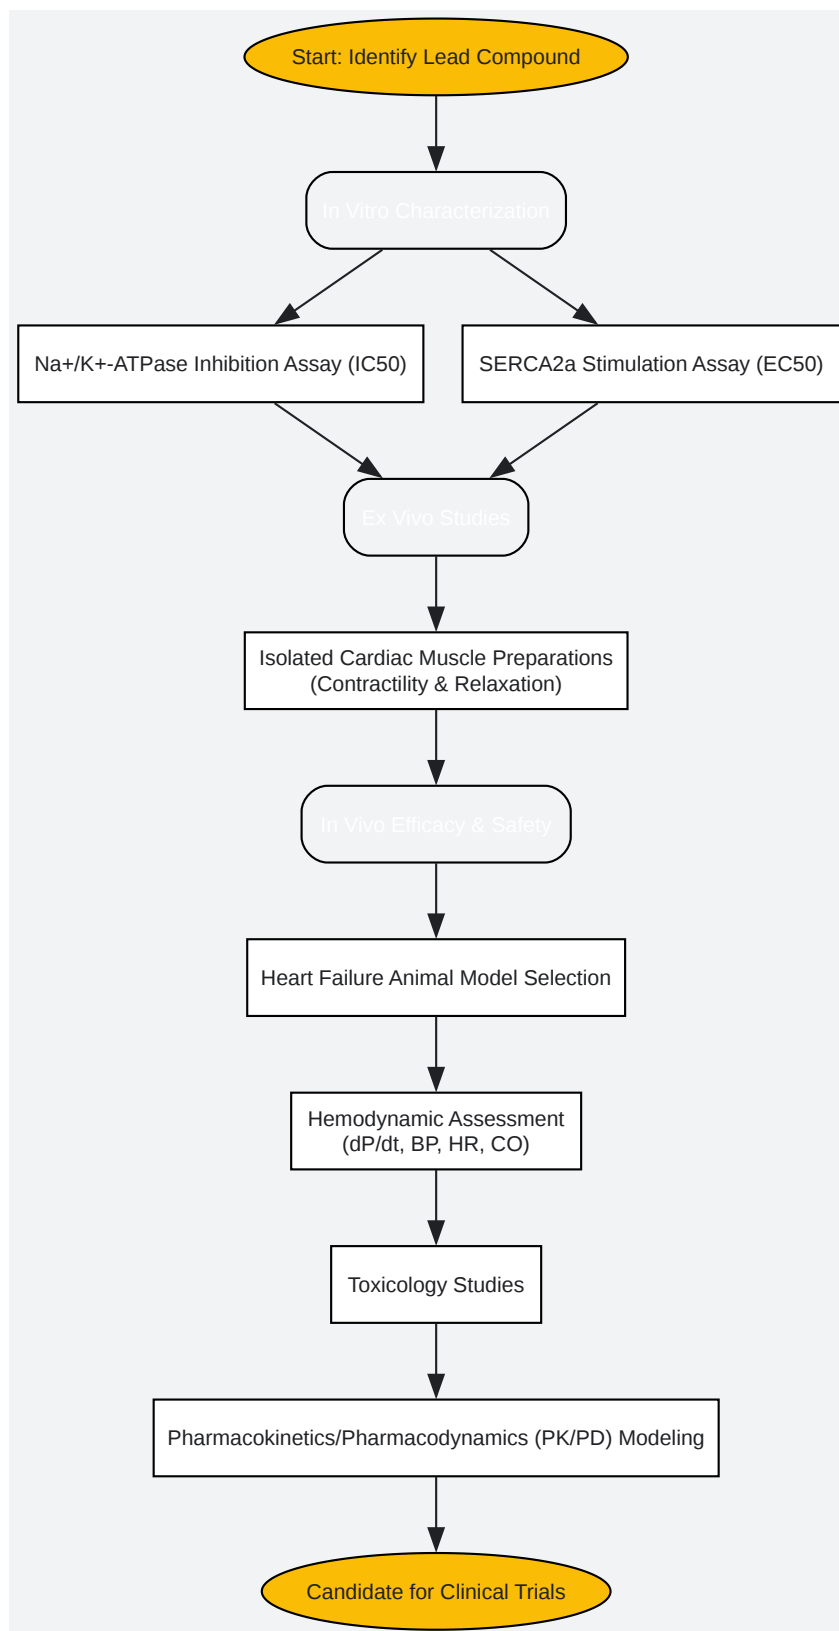 Start: Identify Lead Compound
In Vitro Characterization
Na+/K+-ATPase Inhibition Assay (IC50)
SERCA2a Stimulation Assay (EC50)
Ex Vivo Studies
Isolated Cardiac Muscle Preparations
(Contractility & Relaxation)
In Vivo Efficacy & Safety
Heart Failure Animal Model Selection
Hemodynamic Assessment
(dP/dt, BP, HR, CO)
Toxicology Studies
Pharmacokinetics/Pharmacodynamics (PK/PD) Modeling
Candidate for Clinical Trials